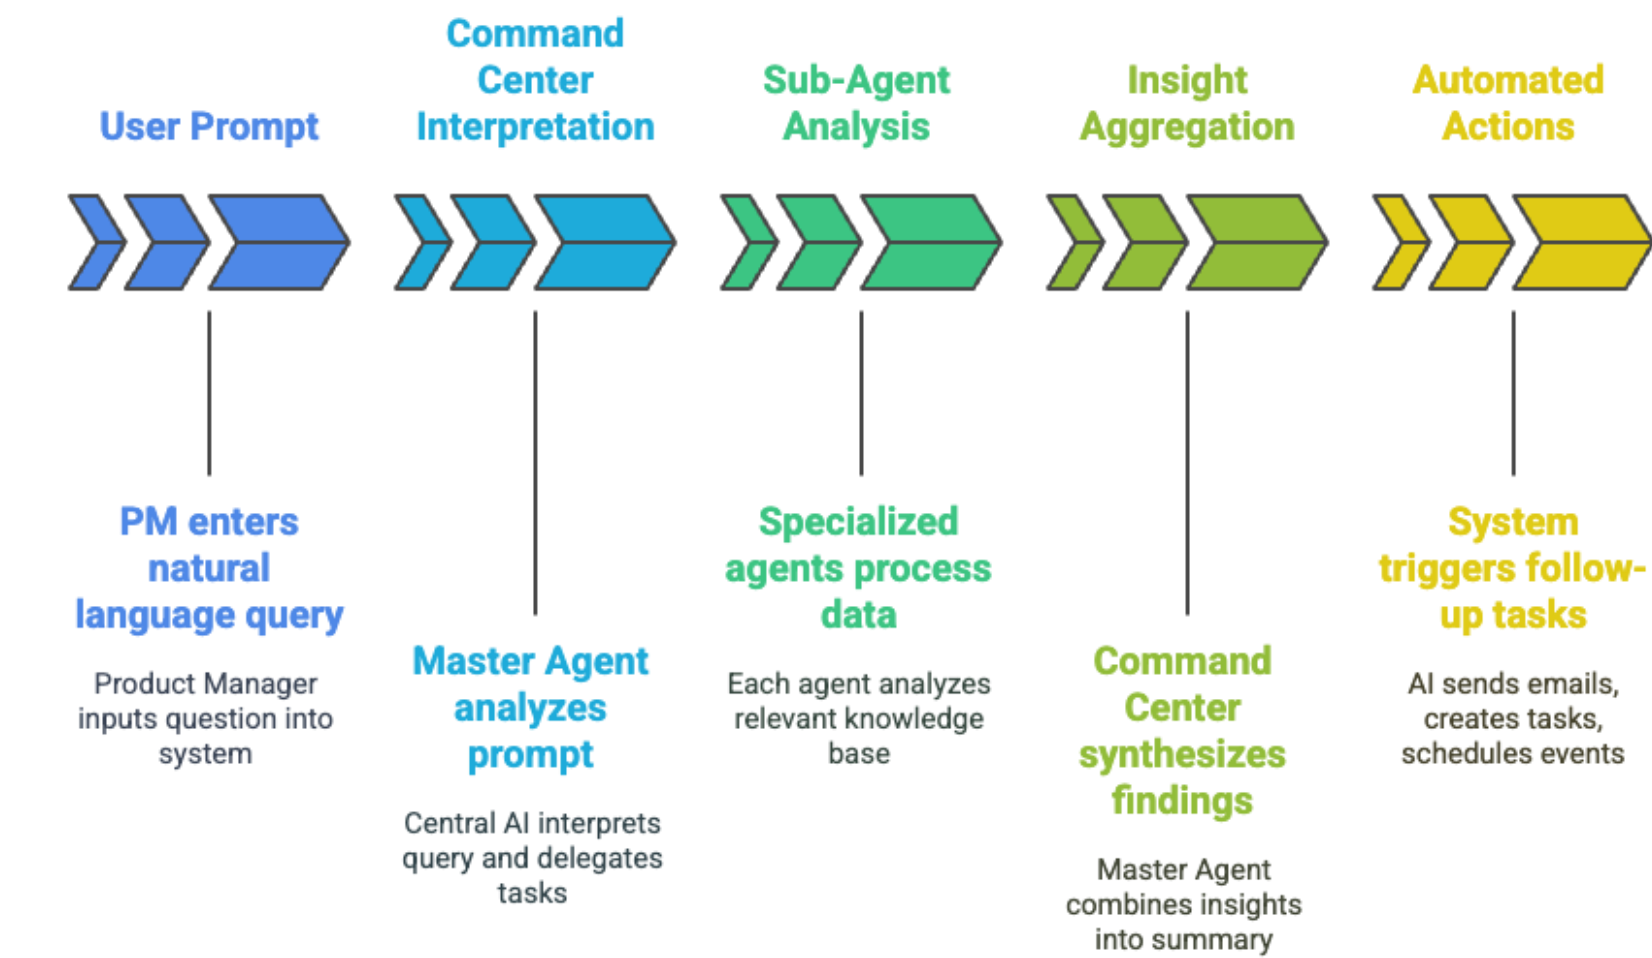 User Prompt
Command
Center
Interpretation
Sub-Agent
Analysis
Insight
Aggregation
Automated
Actions
PM enters
natural
language query
Product Manager
inputs question into
system
Master Agent
analyzes
prompt
Central AI interprets
query and delegates
tasks
Specialized
agents process
data
Each agent analyzes
relevant knowledge
base
Command
Center
synthesizes
findings
Master Agent
combines insights
into summary
System
triggers follow-
up tasks
AI sends emails,
creates tasks,
schedules events